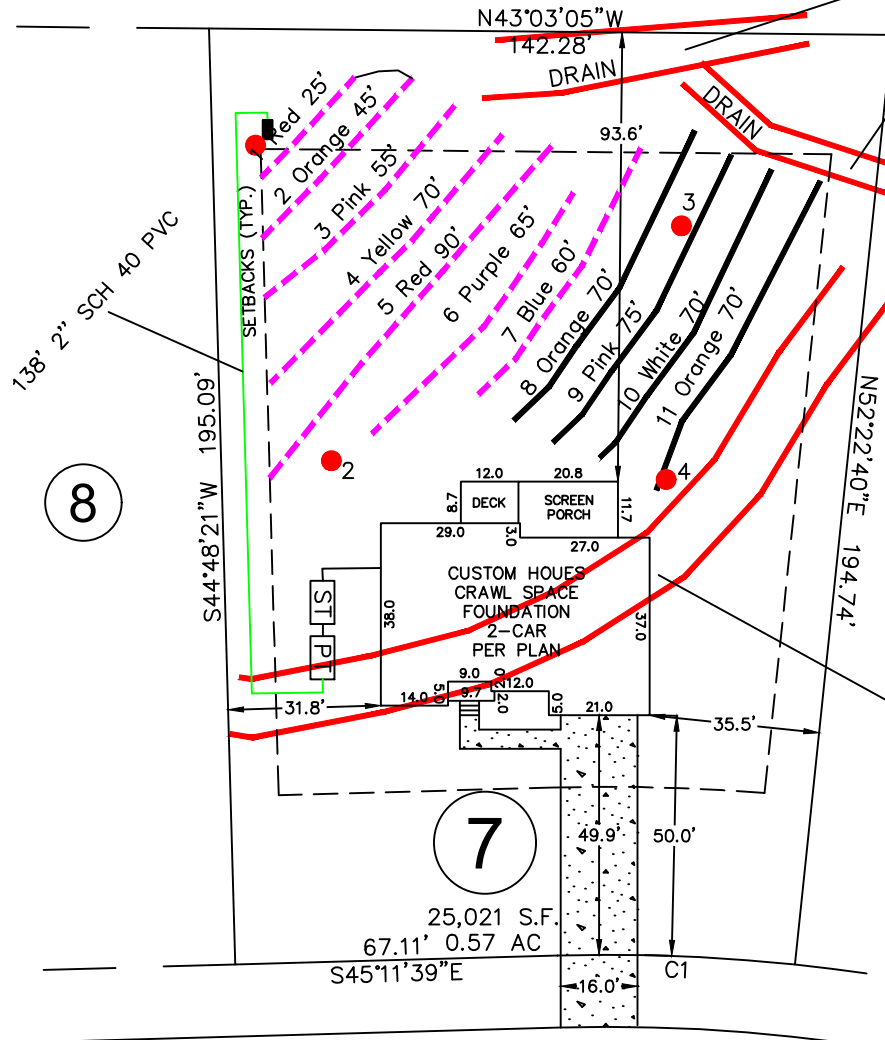 N43°03'05"W
142.28'
DRAIN
DRAIN
93.6'
1 Red 25'
2 Orange 45'
3 Pink 55'
4 Yellow 70'
5 Red 90'
6 Purple 65'
7 Blue 60'
8 Orange 70'
9 Pink 75'
10 White 70'
11 Orange 70'
3
SETBACKS (TYP.)
138' 2" SCH 40 PVC
S44°48'21"W 195.09'
N52°22'40"E 194.74'
8
2
4
12.0
20.8
8.7
DECK
SCREEN
PORCH
11.7
29.0
3.0
27.0
CUSTOM HOUES
CRAWL SPACE
FOUNDATION
2-CAR
PER PLAN
38.0
37.0
ST
PT
9.0
2.0
12.0
5.0
9.7
2.0
14.0
5.0
21.0
31.8'
35.5'
49.9'
50.0'
7
25,021 S.F.
67.11' 0.57 AC
S45°11'39"E
C1
16.0'